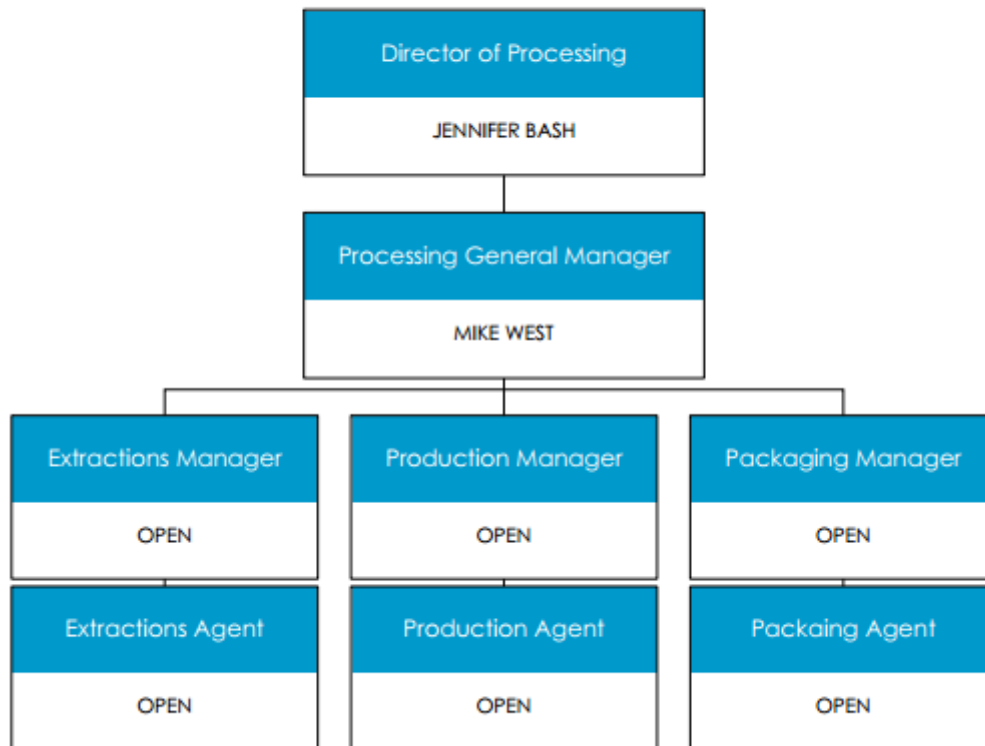 Director of Processing
JENNIFER BASH
Processing General Manager
MIKE WEST
Extractions Manager
Production Manager
Packaging Manager
OPEN
OPEN
OPEN
Extractions Agent
Production Agent
Packaing Agent
OPEN
OPEN
OPEN